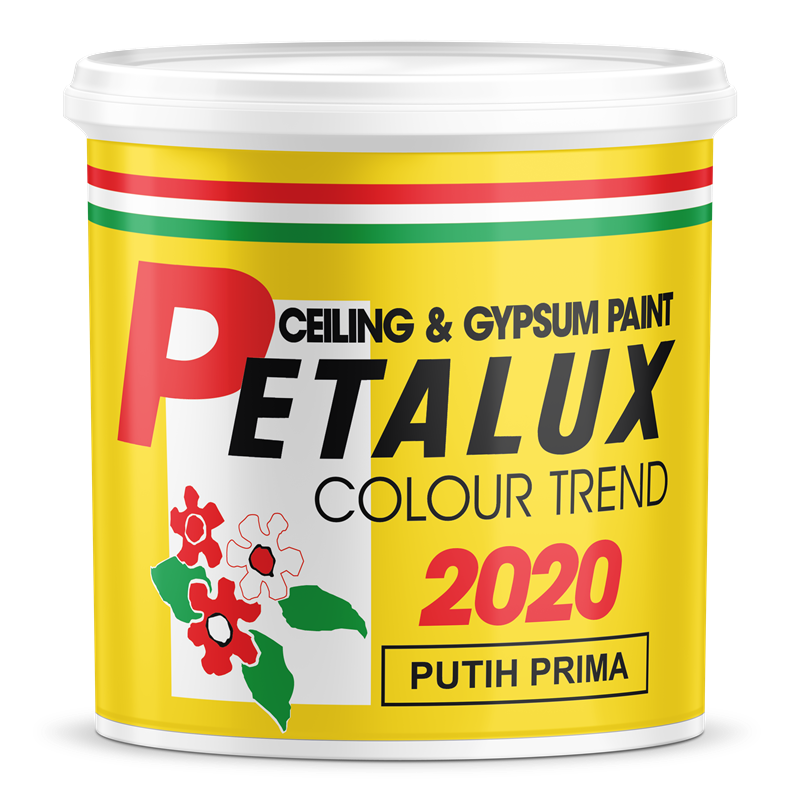 CEILING & GYPSUM PAINT
PETALUX
COLOUR TREND
2020
PUTIH PRIMA